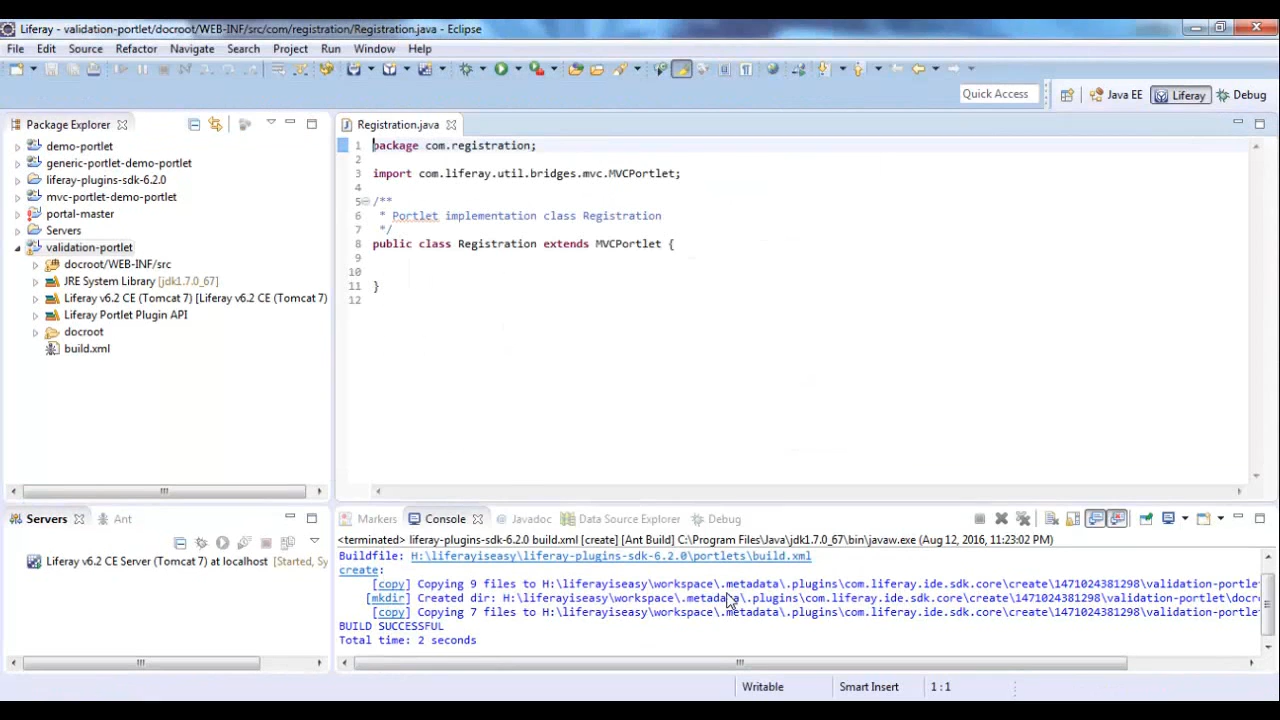 Liferay - validation-portlet/docroot/WEB-INF/src/com/registration/Registration.java - Eclipse
File Edit Source Refactor Navigate Search Project Run Window Help
Quick Access Java EE Liferay Debug
Package Explorer
demo-portlet
generic-portlet-demo-portlet
liferay-plugins-sdk-6.2.0
mvc-portlet-demo-portlet
portal-master
Servers
validation-portlet
docroot/WEB-INF/src
JRE System Library [jdk1.7.0_67]
Liferay v6.2 CE (Tomcat 7) [Liferay v6.2 CE (Tomcat 7)
Liferay Portlet Plugin API
docroot
build.xml
Registration.java
1 package com.registration;
2
3 import com.liferay.util.bridges.mvc.MVCPortlet;
4
5 /**
6 * Portlet implementation class Registration
7 */
8 public class Registration extends MVCPortlet {
9
10
11 }
12
Servers Ant
Liferay v6.2 CE Server (Tomcat 7) at localhost [Started, Sy
Markers Console Javadoc Data Source Explorer Debug
<terminated> liferay-plugins-sdk-6.2.0 build.xml [create] [Ant Build] C:\Program Files\Java\jdk1.7.0_67\bin\javaw.exe (Aug 12, 2016, 11:23:02 PM)
Buildfile: H:\liferayiseasy\liferay-plugins-sdk-6.2.0\portlets\build.xml
create:
[copy] Copying 9 files to H:\liferayiseasy\workspace\.metadata\.plugins\com.liferay.ide.sdk.core\create\1471024381298\validation-portle
[mkdir] Created dir: H:\liferayiseasy\workspace\.metadata\.plugins\com.liferay.ide.sdk.core\create\1471024381298\validation-portlet\docro
[copy] Copying 7 files to H:\liferayiseasy\workspace\.metadata\.plugins\com.liferay.ide.sdk.core\create\1471024381298\validation-portle
BUILD SUCCESSFUL
Total time: 2 seconds
Writable Smart Insert 1 : 1